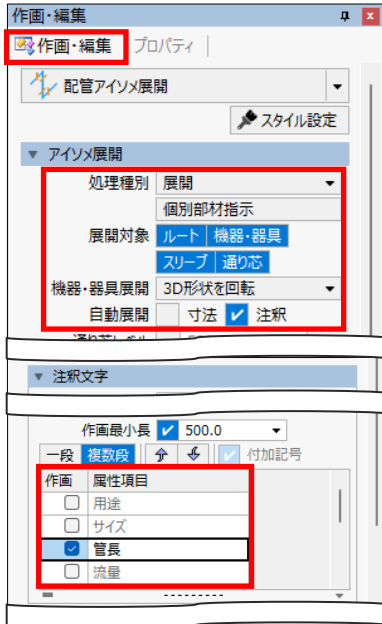 作画・編集
作画・編集 プロパティ
配管アイソメ展開
スタイル設定
アイソメ展開
処理種別 展開
個別部材指示
展開対象 ルート 機器・器具
スリーブ 通り芯
機器・器具展開 3D形状を回転
自動展開 寸法 注釈
注釈文字
作画最小長 500.0
一段 複数段 付加記号
作画 属性項目
用途
サイズ
管長
流量